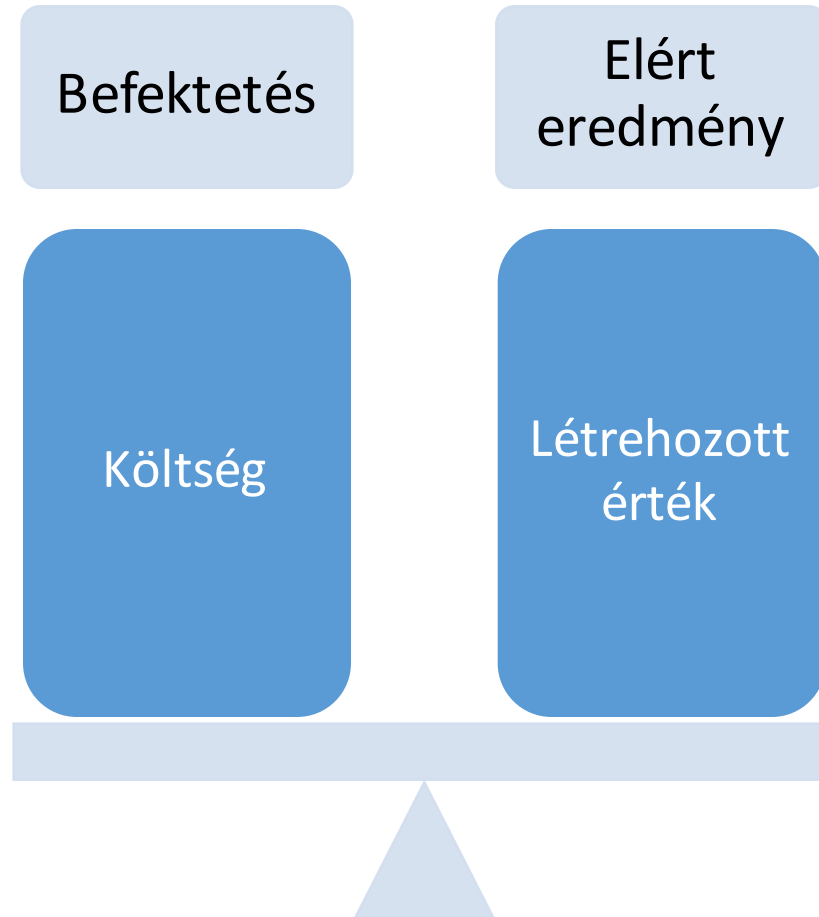 Befektetés
Elért
eredmény
Költség
Létrehozott
érték